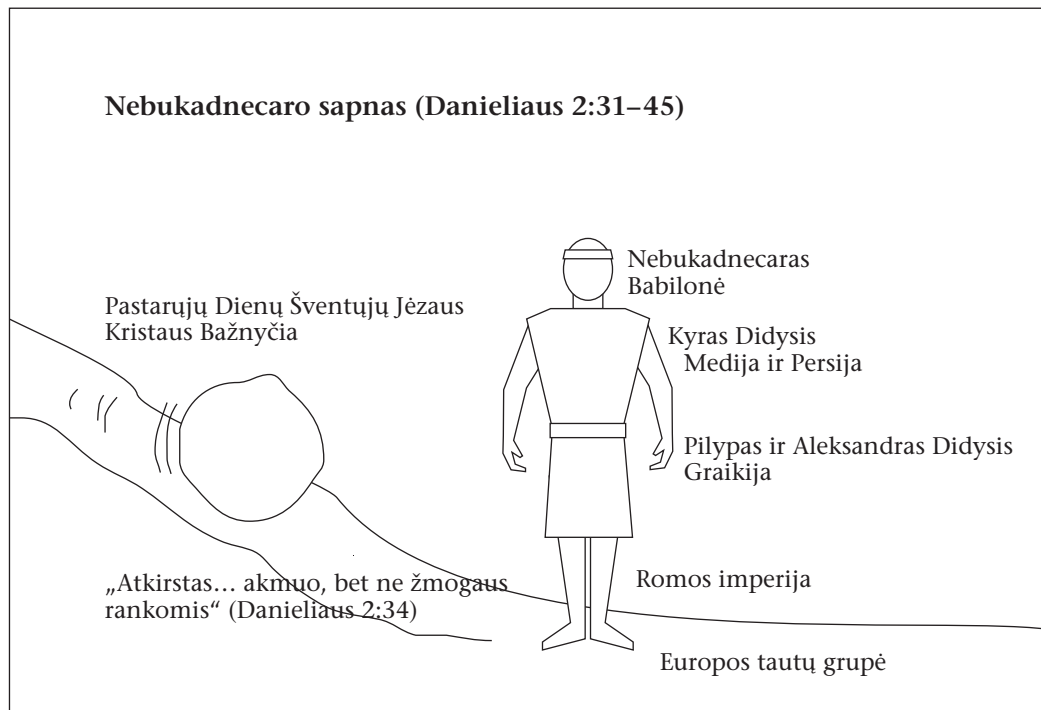 Nebukadnecaro sapnas (Danieliaus 2:31–45)
Nebukadnecaras
Babilonė
Pastarųjų Dienų Šventųjų Jėzaus
Kristaus Bažnyčia
Kyras Didysis
Medija ir Persija
Pilypas ir Aleksandras Didysis
Graikija
„Atkirstas… akmuo, bet ne žmogaus
rankomis“ (Danieliaus 2:34)
Romos imperija
Europos tautų grupė